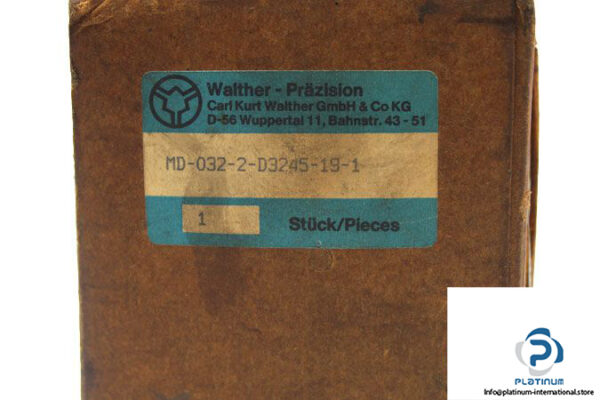 Walther - Präzision
Carl Kurt Walther GmbH & Co KG
D-56 Wuppertal 11, Bahnstr. 43 - 51
MD-032-2-D3245-19-1
1 Stück/Pieces
PLATINUM
https://platinum-international.store